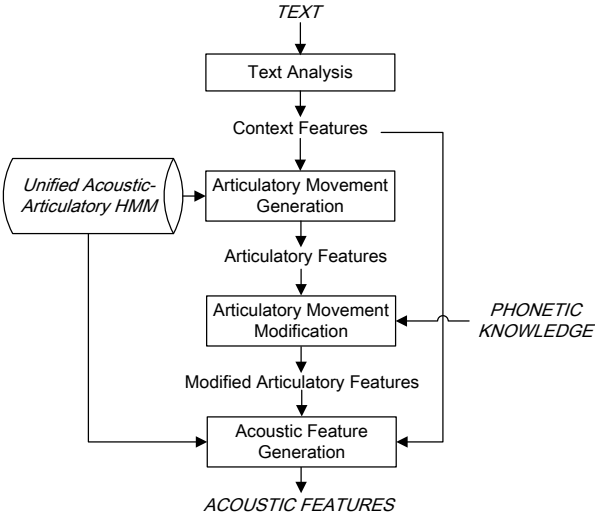 TEXT
Text Analysis
Context Features
Unified Acoustic-
Articulatory HMM
Articulatory Movement
Generation
Articulatory Features
Articulatory Movement
Modification
PHONETIC
KNOWLEDGE
Modified Articulatory Features
Acoustic Feature
Generation
ACOUSTIC FEATURES